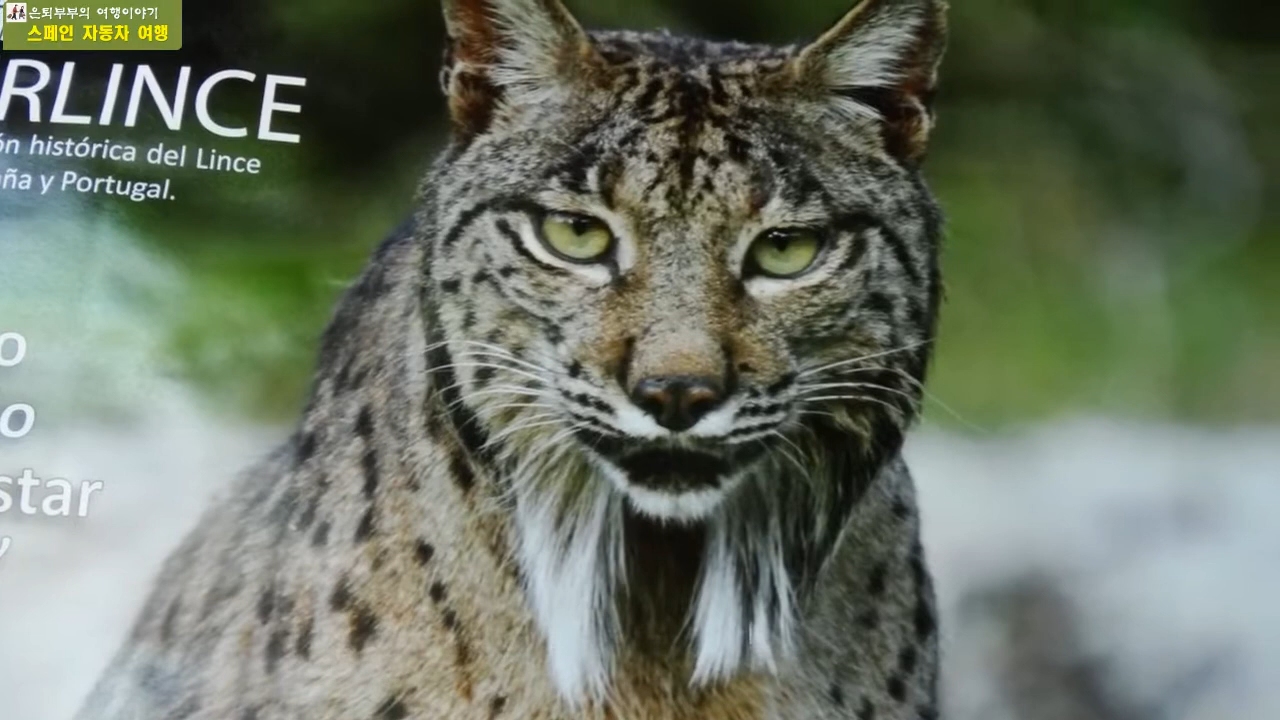 은퇴부부의 여행이야기
스페인 자동차 여행
RLINCE
ón histórica del Lince
ña y Portugal.
o
o
star